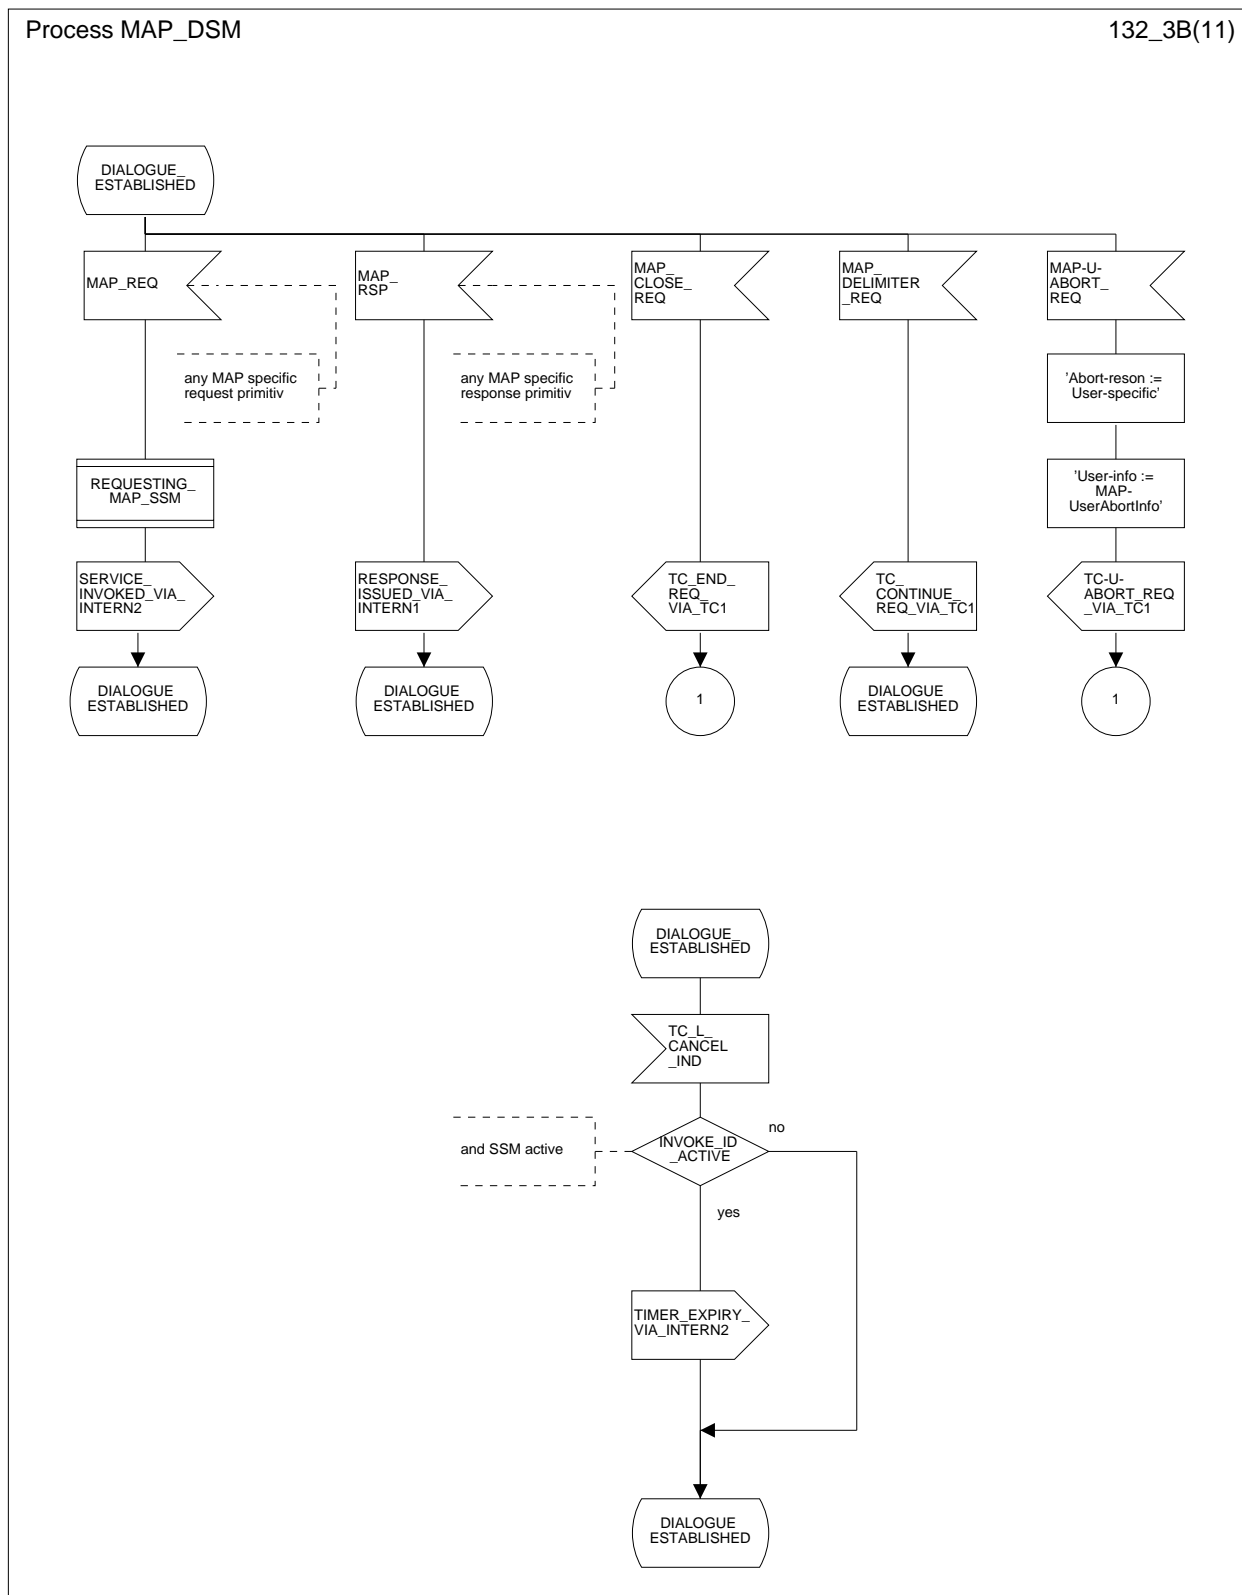 Process MAP_DSM
132_3B(11)
DIALOGUE_
ESTABLISHED
MAP_REQ
MAP_
RSP
MAP_
CLOSE_
REQ
MAP_
DELIMITER
_REQ
MAP-U-
ABORT_
REQ
any MAP specific
request primitiv
any MAP specific
response primitiv
'Abort-reson :=
User-specific'
REQUESTING_
MAP_SSM
'User-info :=
MAP-
UserAbortInfo'
SERVICE_
INVOKED_VIA_
INTERN2
RESPONSE_
ISSUED_VIA_
INTERN1
TC_END_
REQ_
VIA_TC1
TC_
CONTINUE_
REQ_VIA_TC1
TC-U-
ABORT_REQ
_VIA_TC1
DIALOGUE
ESTABLISHED
DIALOGUE
ESTABLISHED
1
DIALOGUE
ESTABLISHED
1
DIALOGUE_
ESTABLISHED
TC_L_
CANCEL
_IND
and SSM active
INVOKE_ID
_ACTIVE
no
yes
TIMER_EXPIRY_
VIA_INTERN2
DIALOGUE
ESTABLISHED